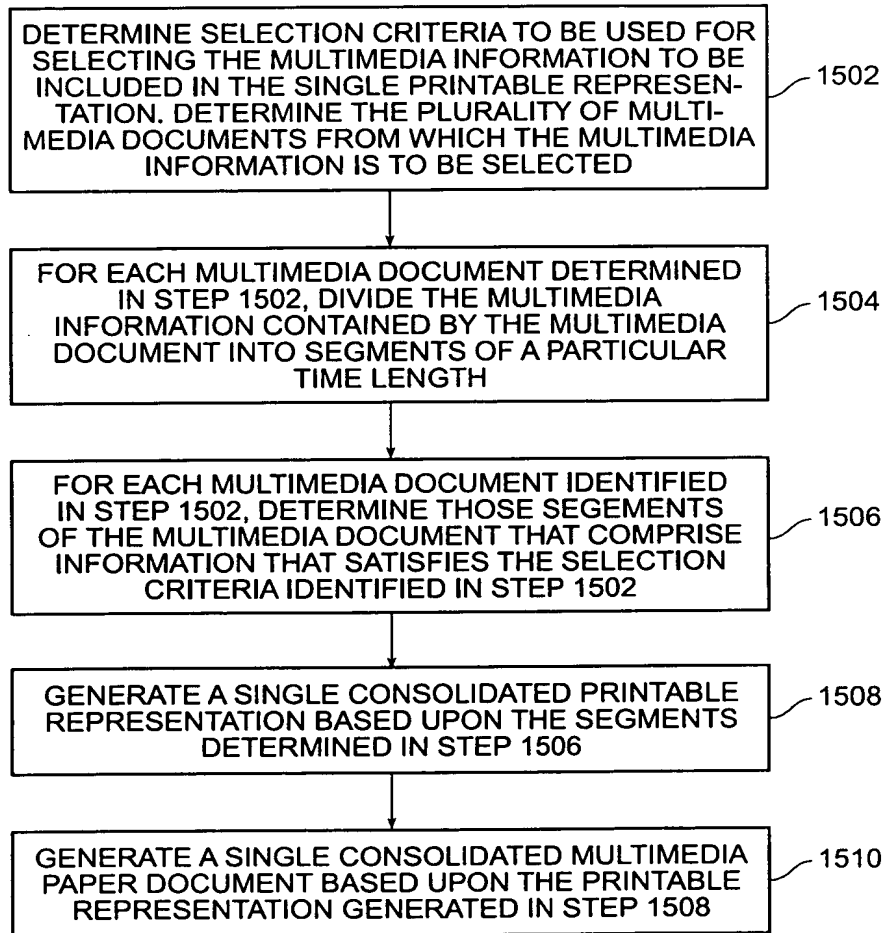 DETERMINE SELECTION CRITERIA TO BE USED FOR
SELECTING THE MULTIMEDIA INFORMATION TO BE
INCLUDED IN THE SINGLE PRINTABLE REPRESEN-
TATION. DETERMINE THE PLURALITY OF MULTI-
MEDIA DOCUMENTS FROM WHICH THE MULTIMEDIA
INFORMATION IS TO BE SELECTED
1502
FOR EACH MULTIMEDIA DOCUMENT DETERMINED
IN STEP 1502, DIVIDE THE MULTIMEDIA
INFORMATION CONTAINED BY THE MULTIMEDIA
DOCUMENT INTO SEGMENTS OF A PARTICULAR
TIME LENGTH
1504
FOR EACH MULTIMEDIA DOCUMENT IDENTIFIED
IN STEP 1502, DETERMINE THOSE SEGEMENTS
OF THE MULTIMEDIA DOCUMENT THAT COMPRISE
INFORMATION THAT SATISFIES THE SELECTION
CRITERIA IDENTIFIED IN STEP 1502
1506
GENERATE A SINGLE CONSOLIDATED PRINTABLE
REPRESENTATION BASED UPON THE SEGMENTS
DETERMINED IN STEP 1506
1508
GENERATE A SINGLE CONSOLIDATED MULTIMEDIA
PAPER DOCUMENT BASED UPON THE PRINTABLE
REPRESENTATION GENERATED IN STEP 1508
1510